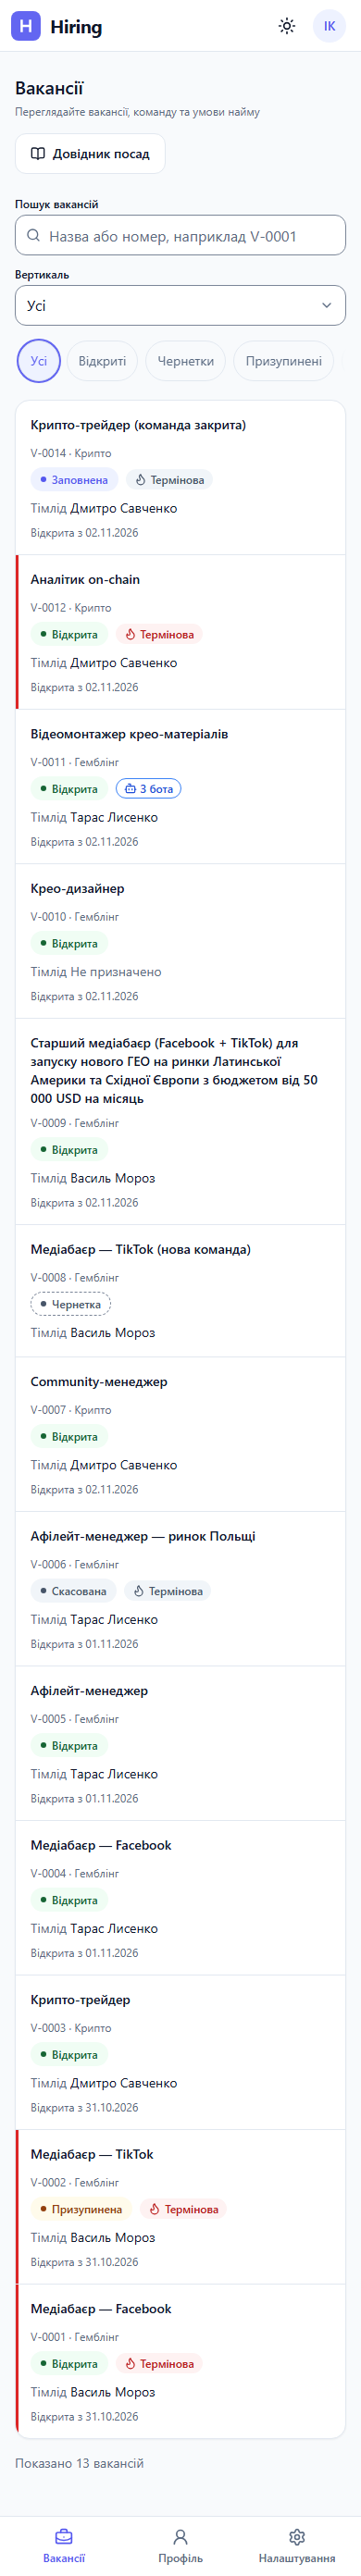 H Hiring
ІК
Вакансії
Переглядайте вакансії, команду та умови найму
Довідник посад
Пошук вакансій
Назва або номер, наприклад V-0001
Вертикаль
Усі
Усі Відкриті Чернетки Призупинені
Крипто-трейдер (команда закрита)
V-0014 · Крипто
Заповнена Термінова
Тімлід Дмитро Савченко
Відкрита з 02.11.2026
Аналітик on-chain
V-0012 · Крипто
Відкрита Термінова
Тімлід Дмитро Савченко
Відкрита з 02.11.2026
Відеомонтажер крео-матеріалів
V-0011 · Гемблінг
Відкрита З бота
Тімлід Тарас Лисенко
Відкрита з 02.11.2026
Крео-дизайнер
V-0010 · Гемблінг
Відкрита
Тімлід Не призначено
Відкрита з 02.11.2026
Старший медіабаєр (Facebook + TikTok) для
запуску нового ГЕО на ринки Латинської
Америки та Східної Європи з бюджетом від 50
000 USD на місяць
V-0009 · Гемблінг
Відкрита
Тімлід Василь Мороз
Відкрита з 02.11.2026
Медіабаєр — TikTok (нова команда)
V-0008 · Гемблінг
Чернетка
Тімлід Василь Мороз
Community-менеджер
V-0007 · Крипто
Відкрита
Тімлід Дмитро Савченко
Відкрита з 02.11.2026
Афілейт-менеджер — ринок Польщі
V-0006 · Гемблінг
Скасована Термінова
Тімлід Тарас Лисенко
Відкрита з 01.11.2026
Афілейт-менеджер
V-0005 · Гемблінг
Відкрита
Тімлід Тарас Лисенко
Відкрита з 01.11.2026
Медіабаєр — Facebook
V-0004 · Гемблінг
Відкрита
Тімлід Тарас Лисенко
Відкрита з 01.11.2026
Крипто-трейдер
V-0003 · Крипто
Відкрита
Тімлід Дмитро Савченко
Відкрита з 31.10.2026
Медіабаєр — TikTok
V-0002 · Гемблінг
Призупинена Термінова
Тімлід Василь Мороз
Відкрита з 31.10.2026
Медіабаєр — Facebook
V-0001 · Гемблінг
Відкрита Термінова
Тімлід Василь Мороз
Відкрита з 31.10.2026
Показано 13 вакансій
Вакансії Профіль Налаштування